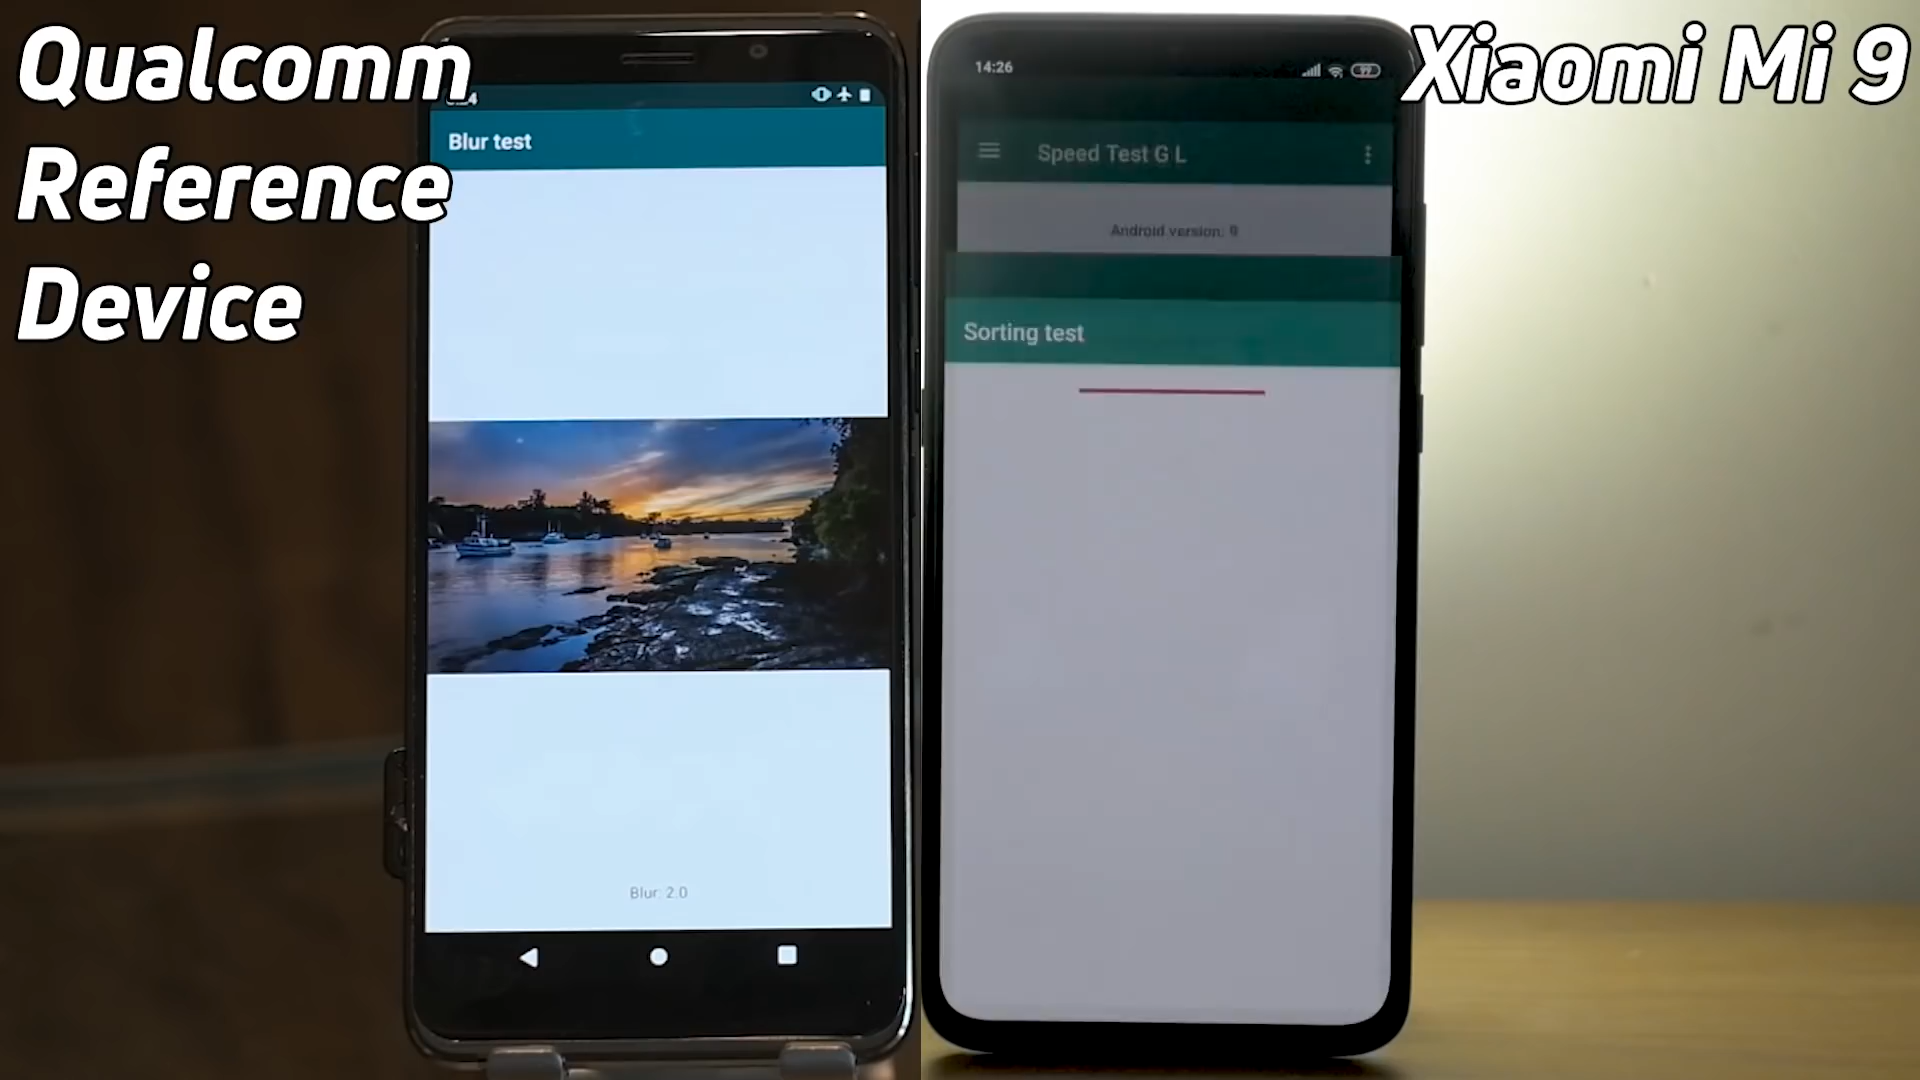 Qualcomm
Reference
Device
Xiaomi Mi 9
Blur test
Blur: 2.0
14:26
Speed Test G L
Android version: 9
Sorting test